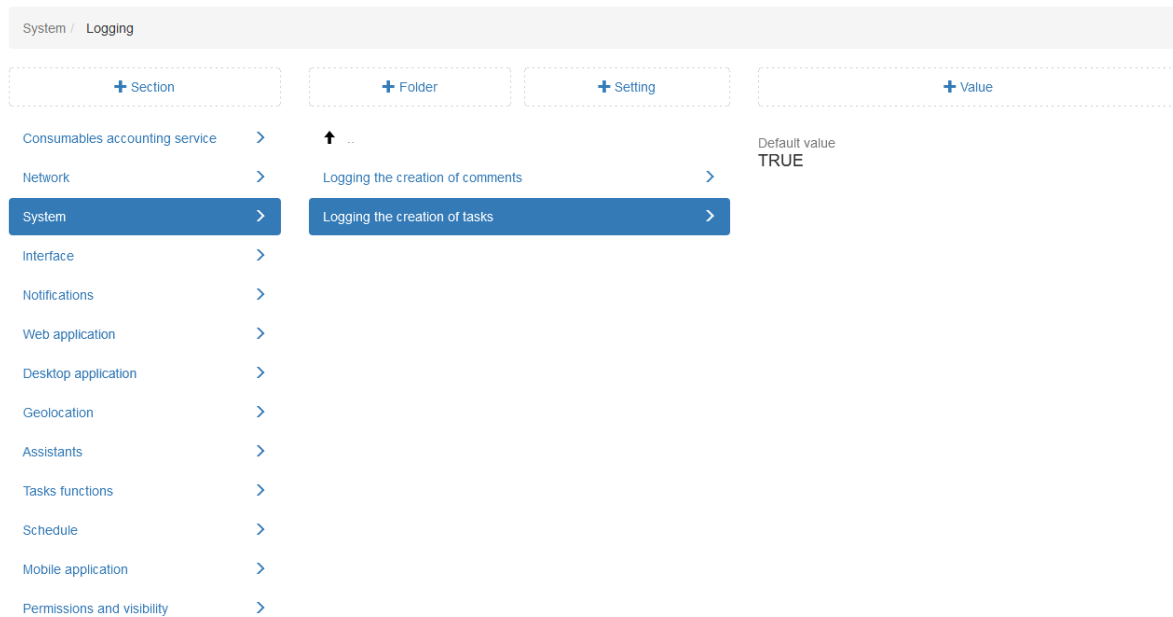 System / Logging
Section
Folder
Setting
Value
Consumables accounting service
Network
System
Interface
Notifications
Web application
Desktop application
Geolocation
Assistants
Tasks functions
Schedule
Mobile application
Permissions and visibility
..
Logging the creation of comments
Logging the creation of tasks
Default value
TRUE